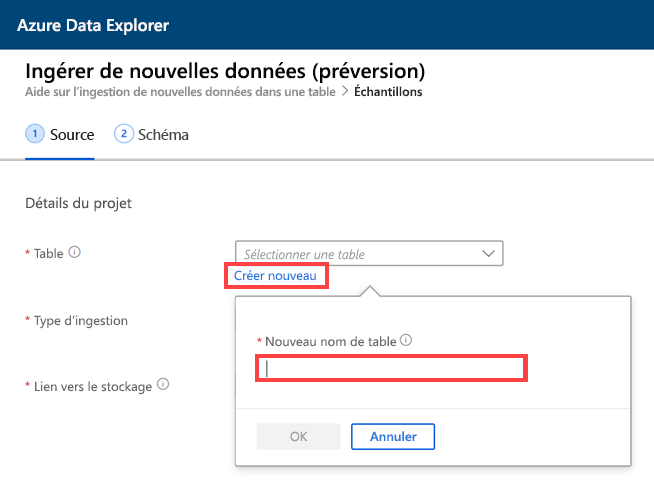 Azure Data Explorer
Ingérer de nouvelles données (préversion)
Aide sur l’ingestion de nouvelles données dans une table > Échantillons
1 Source 2 Schéma
Détails du projet
* Table
Sélectionner une table
Créer nouveau
* Type d’ingestion
* Nouveau nom de table
* Lien vers le stockage
OK Annuler